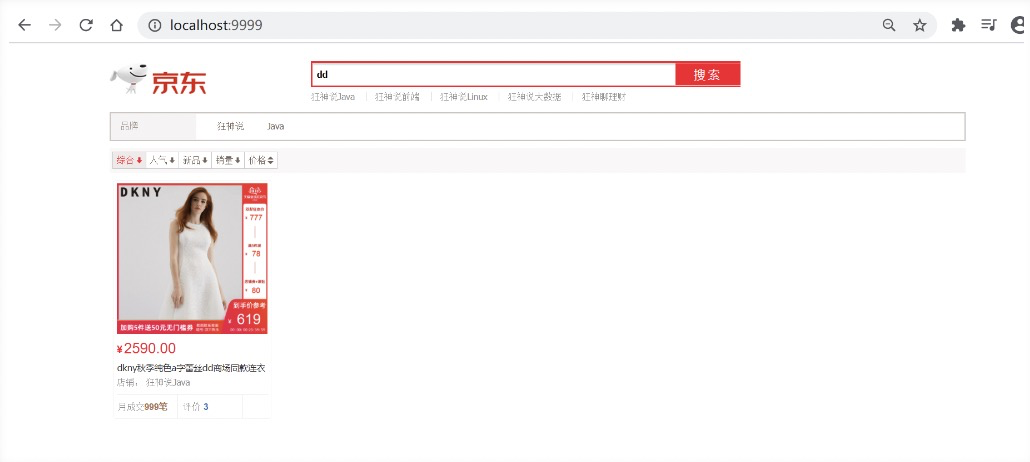 localhost:9999
京东
dd
搜索
狂神说Java 狂神说前端 狂神说Linux 狂神说大数据 狂神聊理财
品牌 狂神说 Java
综合 人气 新品 销量 价格
DKNY
777
78
80
到手价参考
加购5件送50元无门槛券
¥ 619
¥2590.00
dkny秋季纯色a字蕾丝dd商场同款连衣
店铺： 狂神说Java
月成交999笔 评价 3